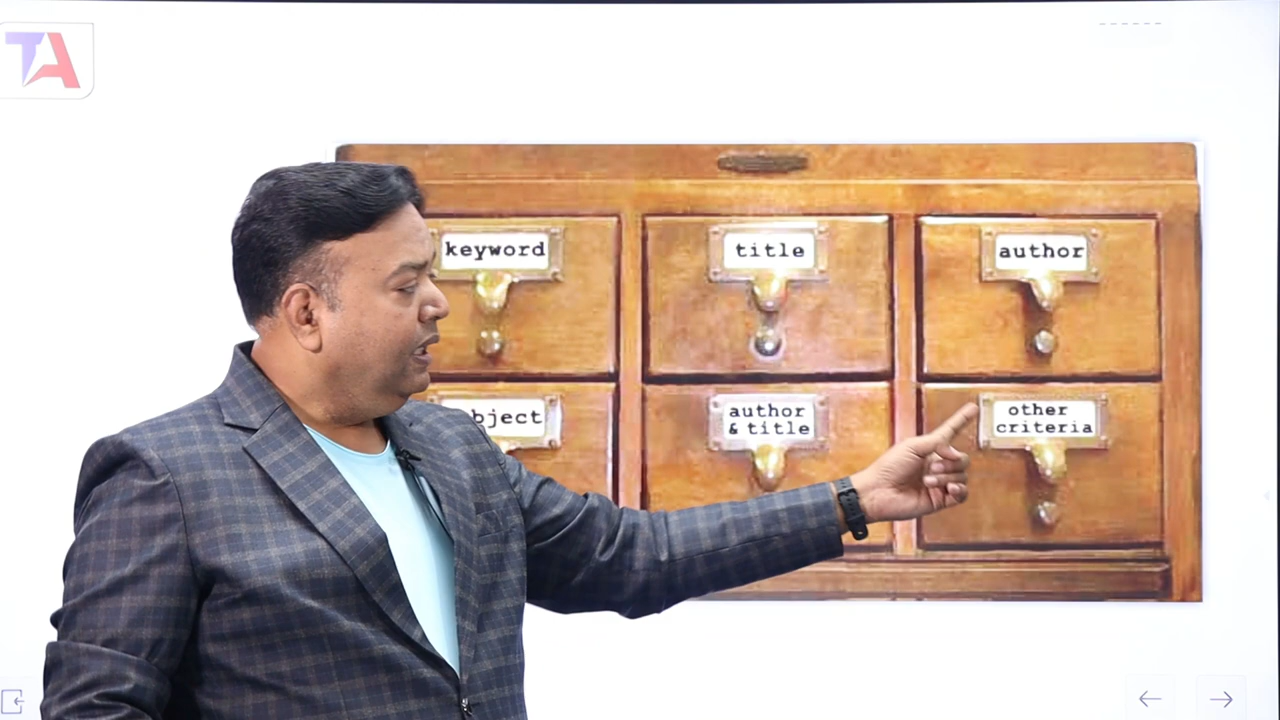 TA
keyword
title
author
bject
author
& title
other
criteria